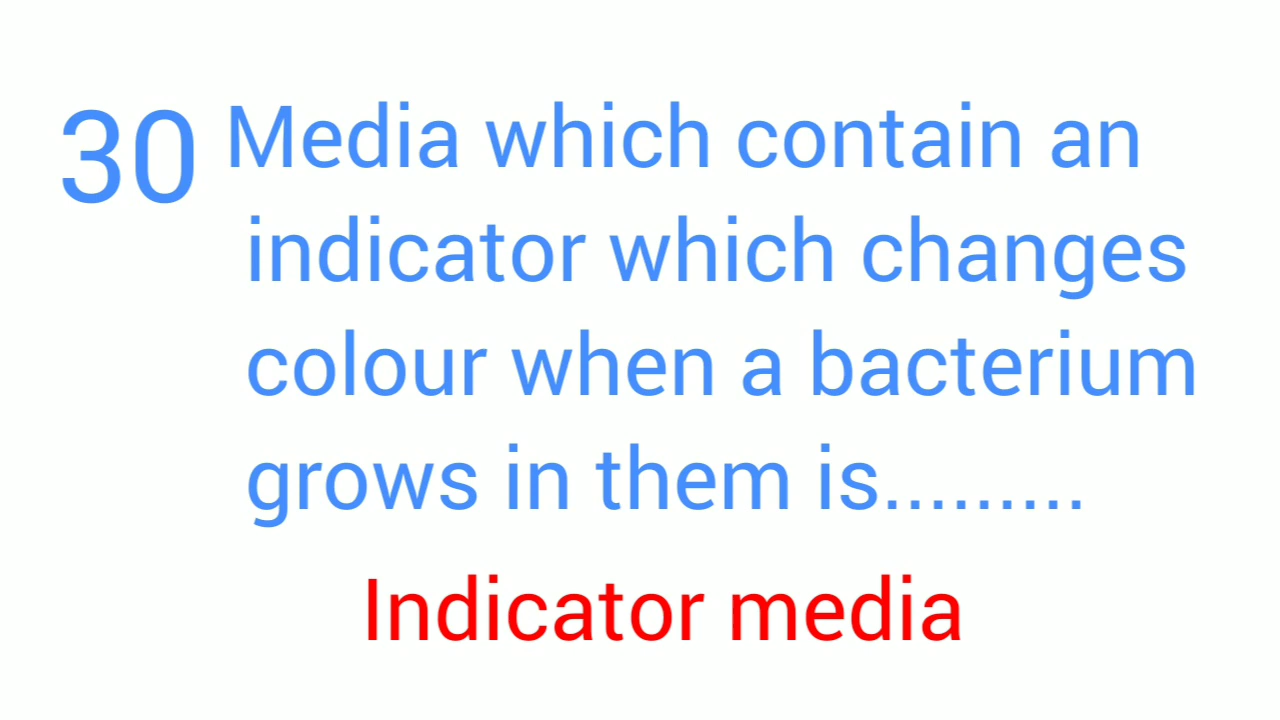 30 Media which contain an
indicator which changes
colour when a bacterium
grows in them is.........
Indicator media